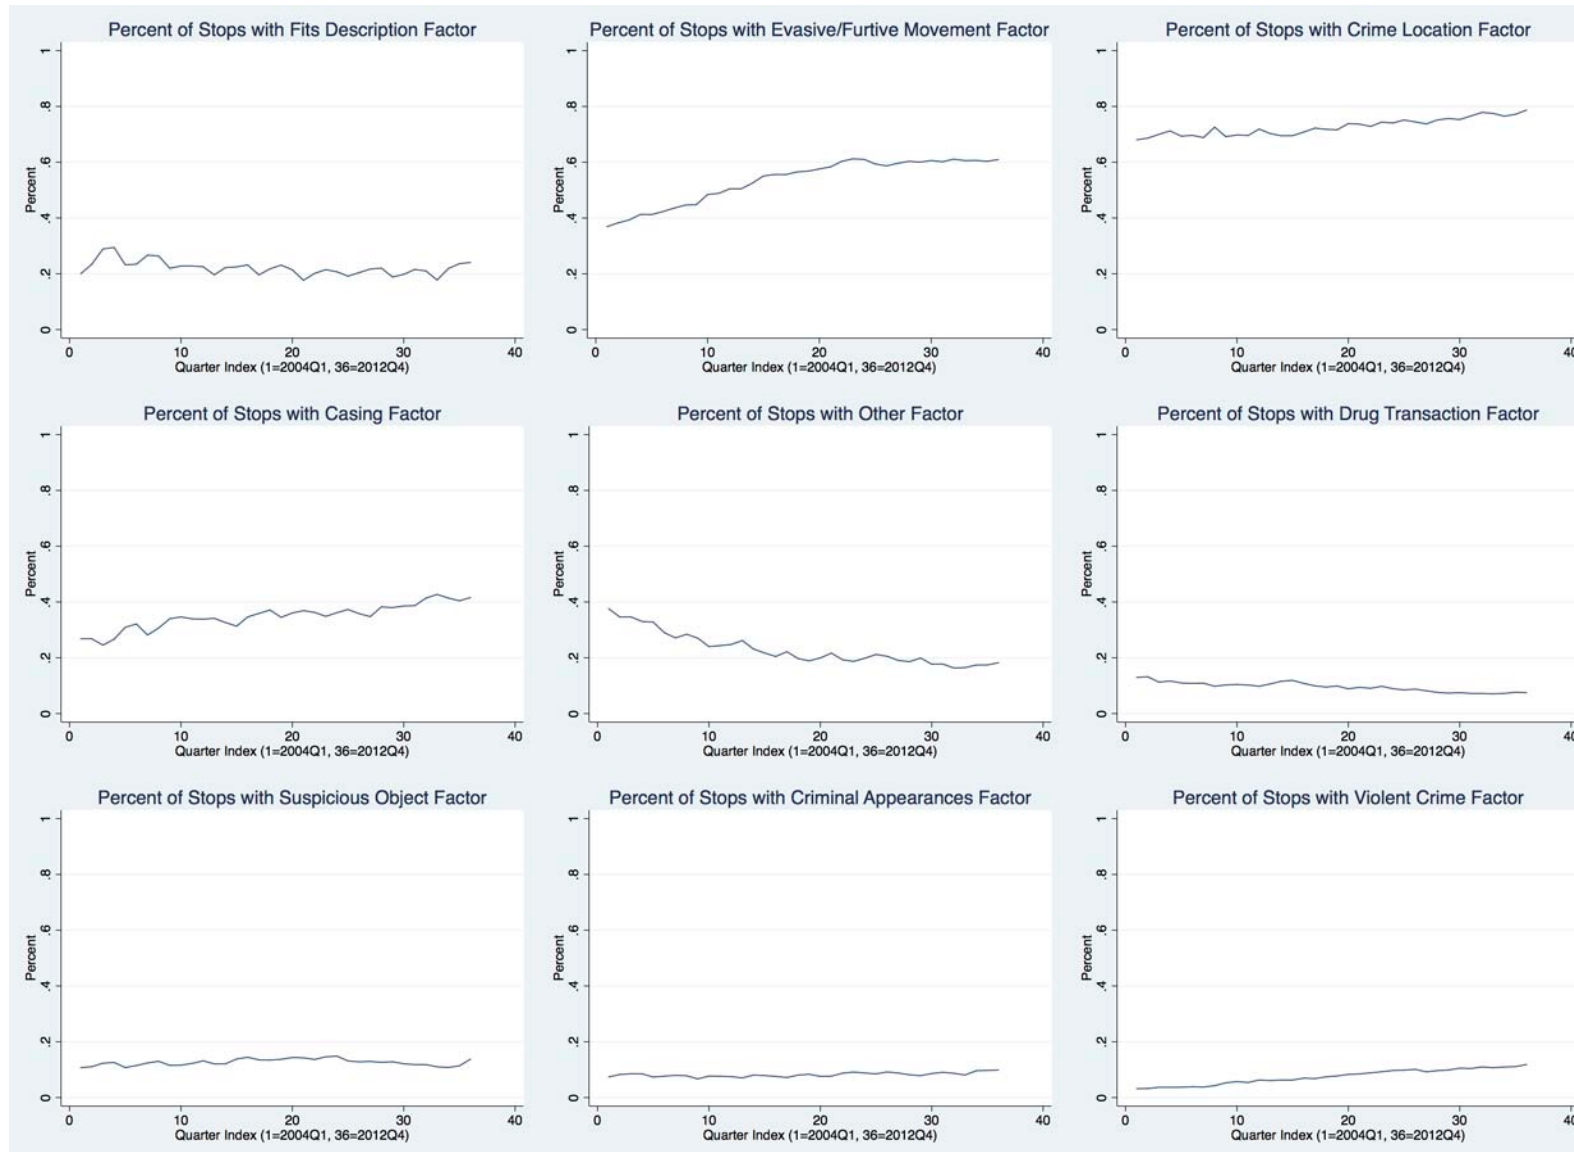 Percent of Stops with Fits Description Factor
Percent
1
.8
.6
.4
.2
0
0 10 20 30 40
Quarter Index (1=2004Q1, 36=2012Q4)
Percent of Stops with Evasive/Furtive Movement Factor
Percent
1
.8
.6
.4
.2
0
0 10 20 30 40
Quarter Index (1=2004Q1, 36=2012Q4)
Percent of Stops with Crime Location Factor
Percent
1
.8
.6
.4
.2
0
0 10 20 30 40
Quarter Index (1=2004Q1, 36=2012Q4)
Percent of Stops with Casing Factor
Percent
1
.8
.6
.4
.2
0
0 10 20 30 40
Quarter Index (1=2004Q1, 36=2012Q4)
Percent of Stops with Other Factor
Percent
1
.8
.6
.4
.2
0
0 10 20 30 40
Quarter Index (1=2004Q1, 36=2012Q4)
Percent of Stops with Drug Transaction Factor
Percent
1
.8
.6
.4
.2
0
0 10 20 30 40
Quarter Index (1=2004Q1, 36=2012Q4)
Percent of Stops with Suspicious Object Factor
Percent
1
.8
.6
.4
.2
0
0 10 20 30 40
Quarter Index (1=2004Q1, 36=2012Q4)
Percent of Stops with Criminal Appearances Factor
Percent
1
.8
.6
.4
.2
0
0 10 20 30 40
Quarter Index (1=2004Q1, 36=2012Q4)
Percent of Stops with Violent Crime Factor
Percent
1
.8
.6
.4
.2
0
0 10 20 30 40
Quarter Index (1=2004Q1, 36=2012Q4)